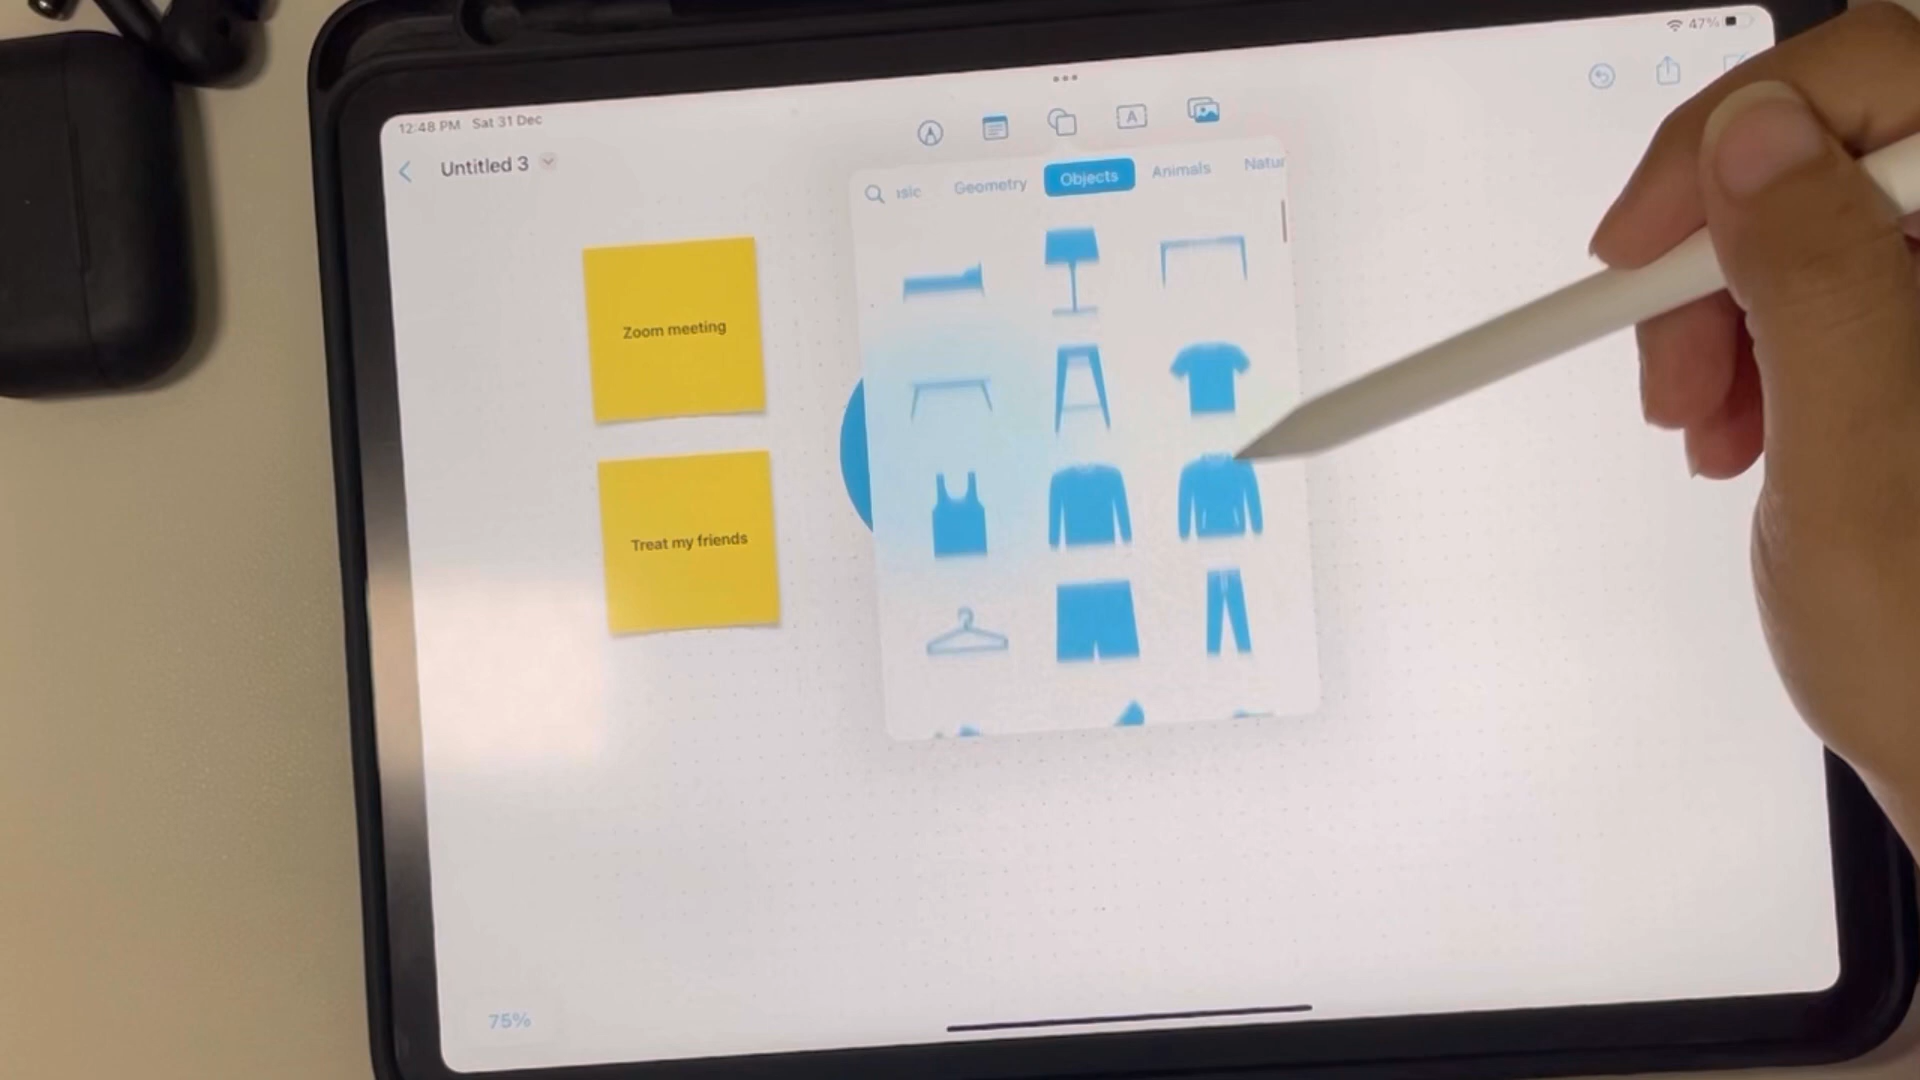 12:48 PM Sat 31 Dec
47%
Untitled 3
A
Geometry
Objects
Animals
Zoom meeting
Treat my friends
75%